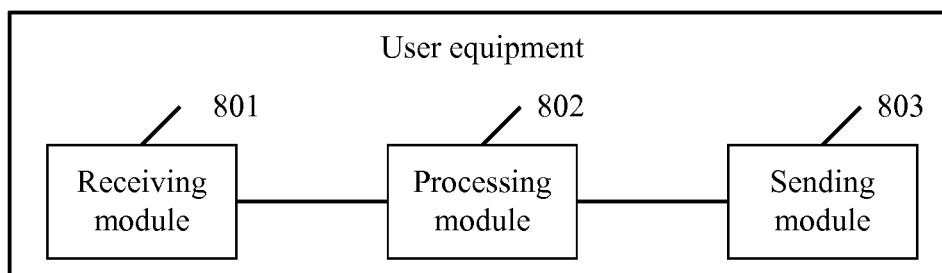 User equipment
801
802
803
Receiving
module
Processing
module
Sending
module